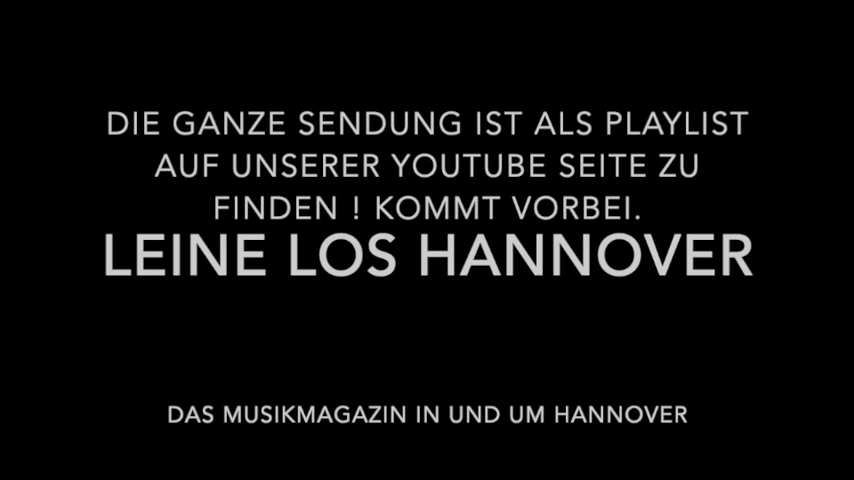 DIE GANZE SENDUNG IST ALS PLAYLIST
AUF UNSERER YOUTUBE SEITE ZU
FINDEN ! KOMMT VORBEI.
LEINE LOS HANNOVER
DAS MUSIKMAGAZIN IN UND UM HANNOVER